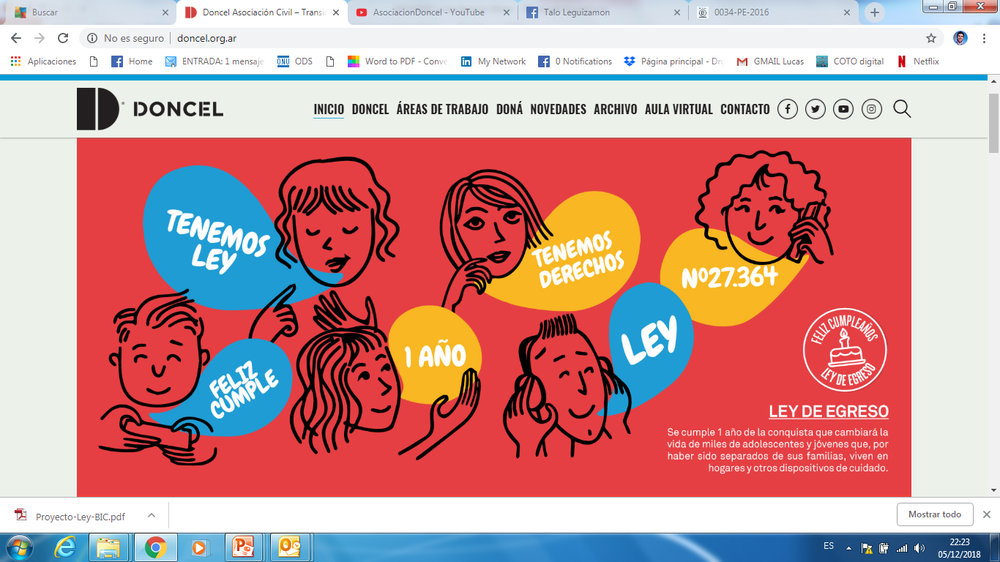 Buscar
Doncel Asociación Civil – Transi
AsociacionDoncel - YouTube
Talo Leguizamon
0034-PE-2016
No es seguro
doncel.org.ar
Aplicaciones
Home
ENTRADA: 1 mensaje
ODS
Word to PDF - Conve
My Network
0 Notifications
Página principal - Dro
GMAIL Lucas
COTO digital
Netflix
DONCEL
INICIO
DONCEL
ÁREAS DE TRABAJO
DONÁ
NOVEDADES
ARCHIVO
AULA VIRTUAL
CONTACTO
TENEMOS
LEY
TENEMOS
DERECHOS
Nº27.364
FELIZ
CUMPLE
1 AÑO
LEY
FELIZ CUMPLEAÑOS
LEY DE EGRESO
LEY DE EGRESO
Se cumple 1 año de la conquista que cambiará la
vida de miles de adolescentes y jóvenes que, por
haber sido separados de sus familias, viven en
hogares y otros dispositivos de cuidado.
Proyecto-Ley-BIC.pdf
Mostrar todo
ES
22:23
05/12/2018